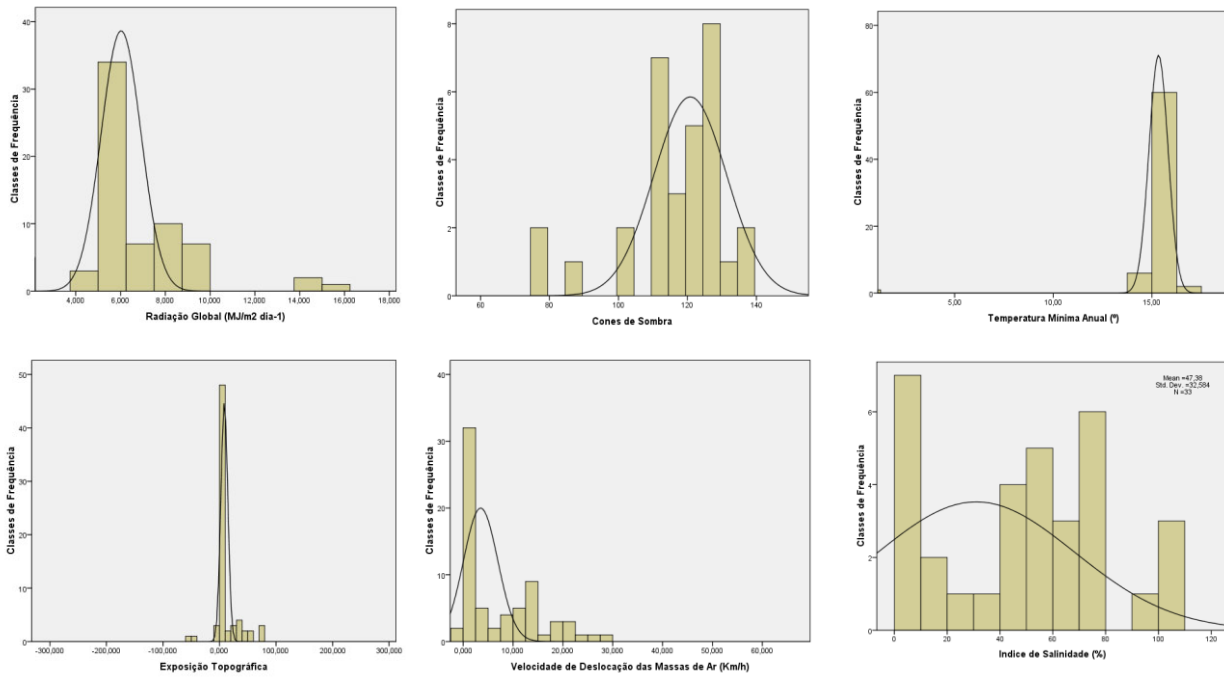 Classes de Frequência
40
30
20
10
0
4,000 6,000 8,000 10,000 12,000 14,000 16,000 18,000
Radiação Global (MJ/m2 dia-1)
Classes de Frequência
8
6
4
2
0
60 80 100 120 140
Cones de Sombra
Classes de Frequência
80
60
40
20
0
5,00 10,00 15,00
Temperatura Mínima Anual (º)
Classes de Frequência
50
40
30
20
10
0
-300,000 -200,000 -100,000 0,000 100,000 200,000 300,000
Exposição Topográfica
Classes de Frequência
40
30
20
10
0
0,000 10,000 20,000 30,000 40,000 50,000 60,000
Velocidade de Deslocação das Massas de Ar (Km/h)
Mean =47,38
Std. Dev. =32,584
N =33
Classes de Frequência
6
4
2
0
0 20 40 60 80 100 120
Indice de Salinidade (%)